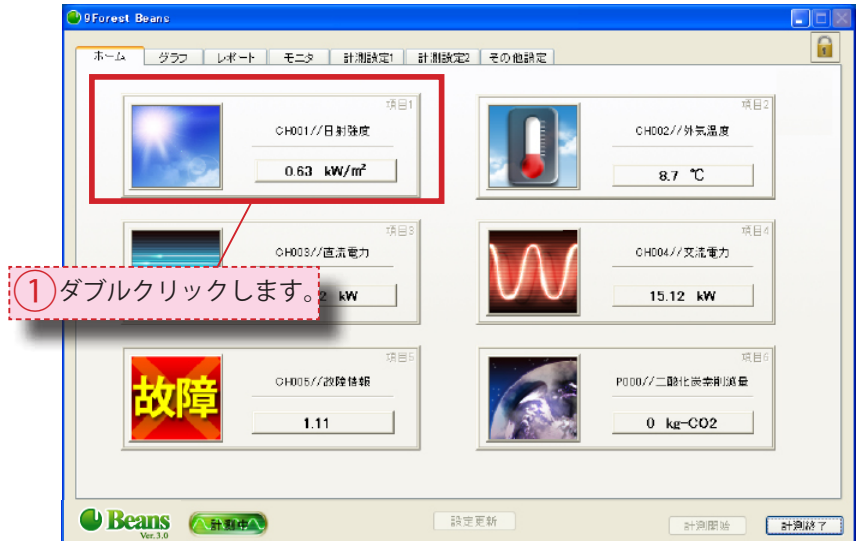 9Forest Beans
ホーム グラフ レポート モニタ 計測設定1 計測設定2 その他設定
項目1
CH001//日射強度
0.63 kW/m²
項目2
CH002//外気温度
8.7 ℃
項目3
CH003//直流電力
2 kW
項目4
CH004//交流電力
15.12 kW
① ダブルクリックします。
項目5
故障
CH005//故障情報
1.11
項目6
P000//二酸化炭素削減量
0 kg-CO2
Beans
Ver.3.0
計測中
設定更新
計測開始
計測終了